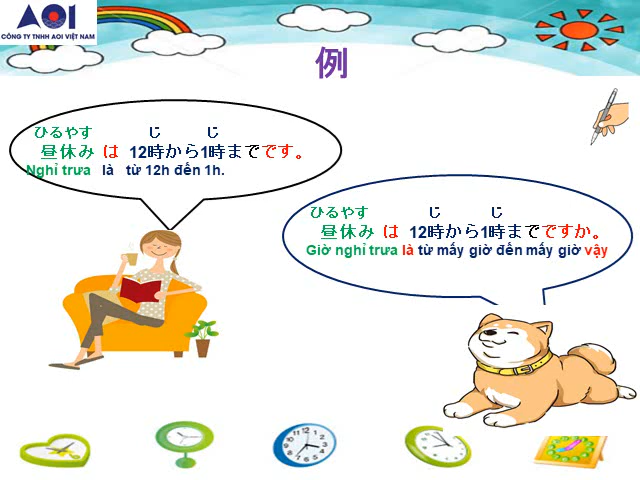 AOI
CÔNG TY TNHH AOI VIỆT NAM
例
ひるやす じ じ
昼休み は 12時から1時までです。
Nghỉ trưa là từ 12h đến 1h.
ひるやす じ じ
昼休み は 12時から1時までですか。
Giờ nghỉ trưa là từ mấy giờ đến mấy giờ vậy